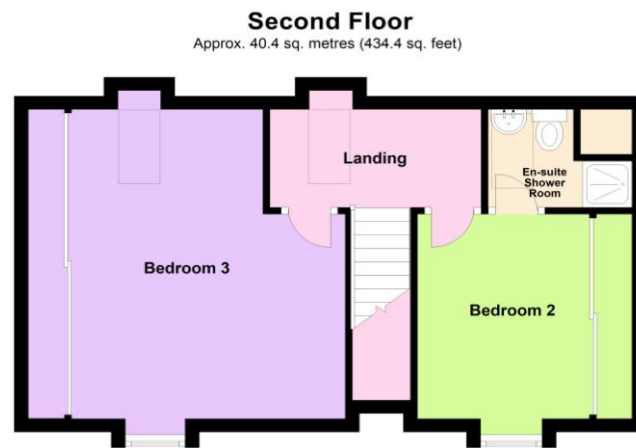 Second Floor
Approx. 40.4 sq. metres (434.4 sq. feet)
Landing
En-suite
Shower
Room
Bedroom 3
Bedroom 2